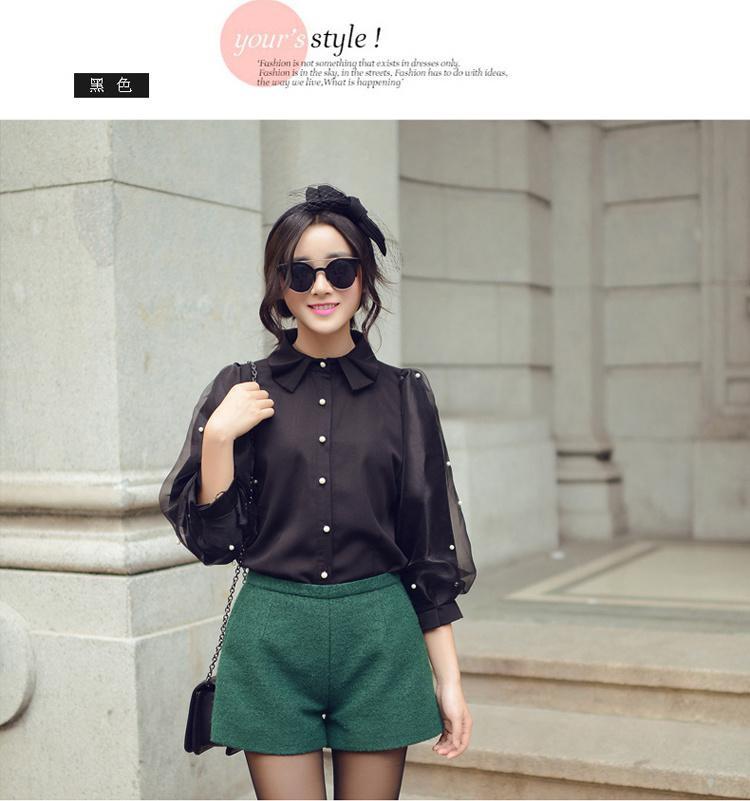 your's style !
'Fashion is not something that exists in dresses only.
Fashion is in the sky, in the streets, Fashion has to do with ideas,
the way we live,What is happening'
黑 色